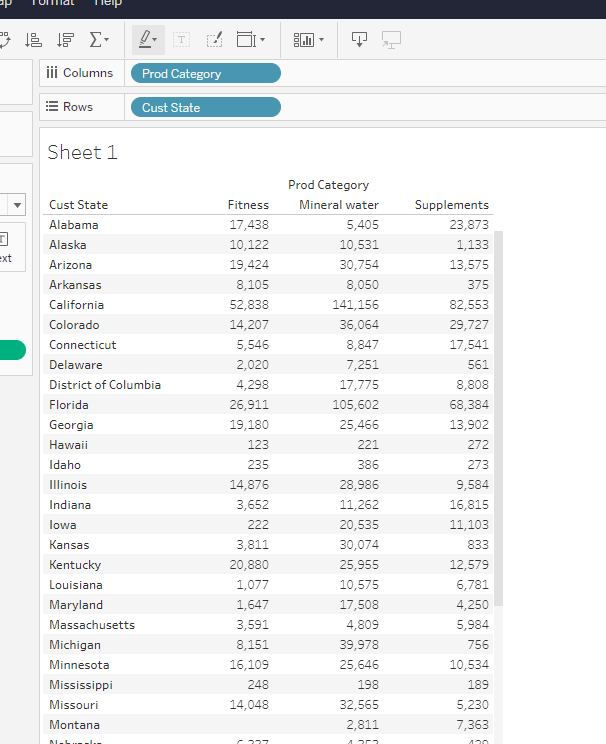 Format Help
Columns Prod Category
Rows Cust State
Sheet 1
Prod Category
Cust State Fitness Mineral water Supplements
Alabama 17,438 5,405 23,873
Alaska 10,122 10,531 1,133
Arizona 19,424 30,754 13,575
Arkansas 8,105 8,050 375
California 52,838 141,156 82,553
Colorado 14,207 36,064 29,727
Connecticut 5,546 8,847 17,541
Delaware 2,020 7,251 561
District of Columbia 4,298 17,775 8,808
Florida 26,911 105,602 68,384
Georgia 19,180 25,466 13,902
Hawaii 123 221 272
Idaho 235 386 273
Illinois 14,876 28,986 9,584
Indiana 3,652 11,262 16,815
Iowa 222 20,535 11,103
Kansas 3,811 30,074 833
Kentucky 20,880 25,955 12,579
Louisiana 1,077 10,575 6,781
Maryland 1,647 17,508 4,250
Massachusetts 3,591 4,809 5,984
Michigan 8,151 39,978 756
Minnesota 16,109 25,646 10,534
Mississippi 248 198 189
Missouri 14,048 32,565 5,230
Montana 2,811 7,363
Nebraska